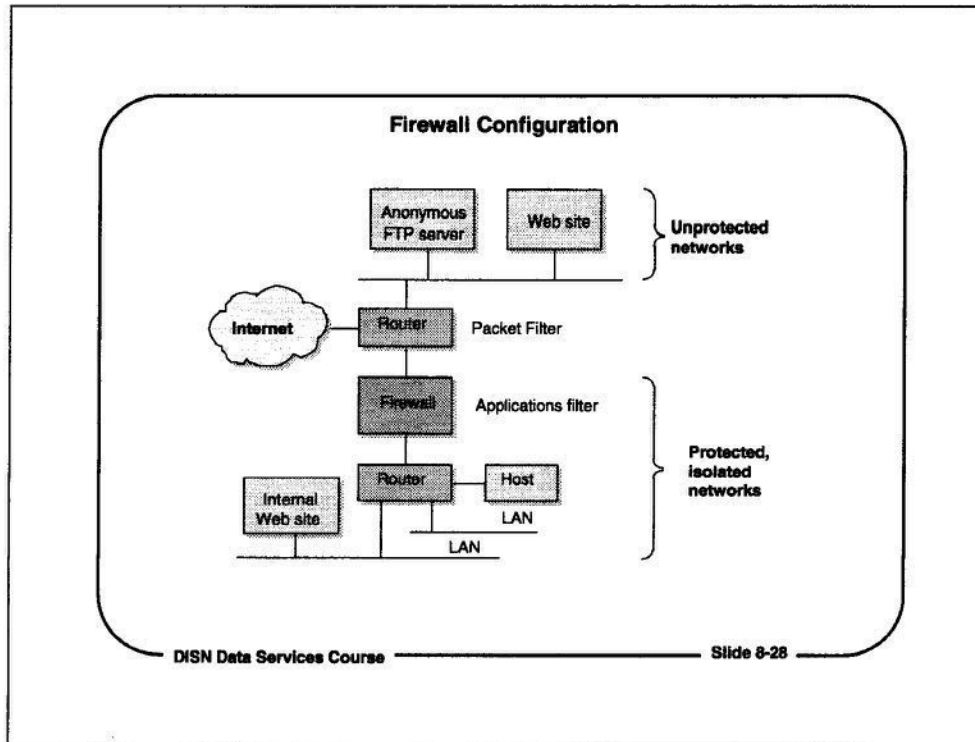 Firewall Configuration
Anonymous
FTP server
Web site
Unprotected
networks
Internet
Router
Packet Filter
Firewall
Applications filter
Protected,
isolated
networks
Router
Host
Internal
Web site
LAN
LAN
DISN Data Services Course
Slide 8-28